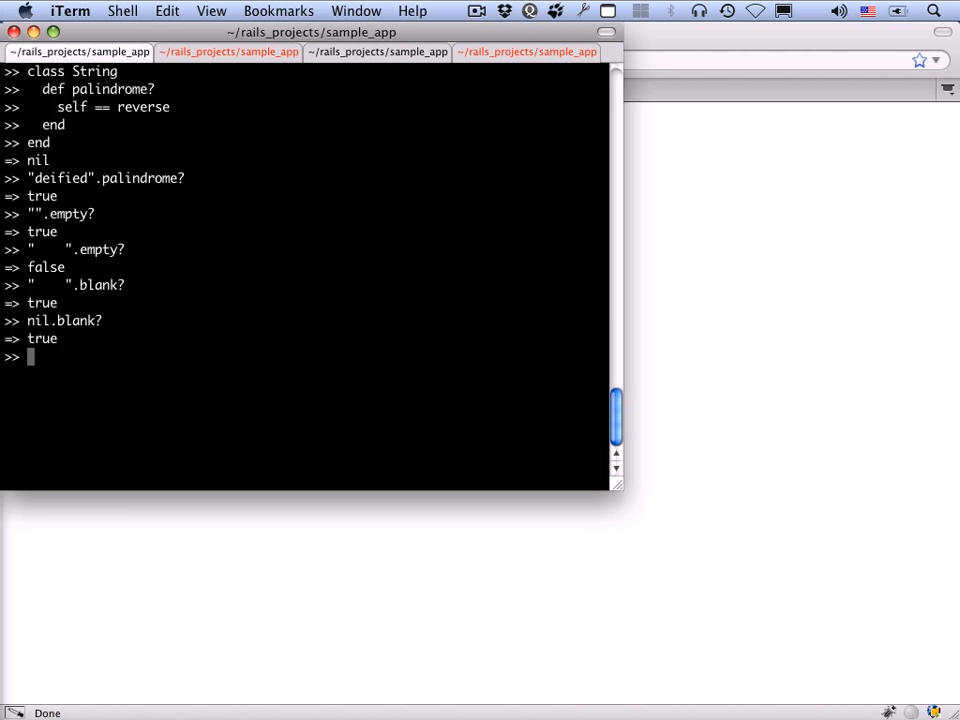 iTerm Shell Edit View Bookmarks Window Help
~/rails_projects/sample_app
~/rails_projects/sample_app ~/rails_projects/sample_app ~/rails_projects/sample_app ~/rails_projects/sample_app
>> class String
>>   def palindrome?
>>     self == reverse
>>   end
>> end
=> nil
>> "deified".palindrome?
=> true
>> "".empty?
=> true
>> "    ".empty?
=> false
>> "    ".blank?
=> true
>> nil.blank?
=> true
>>
Done